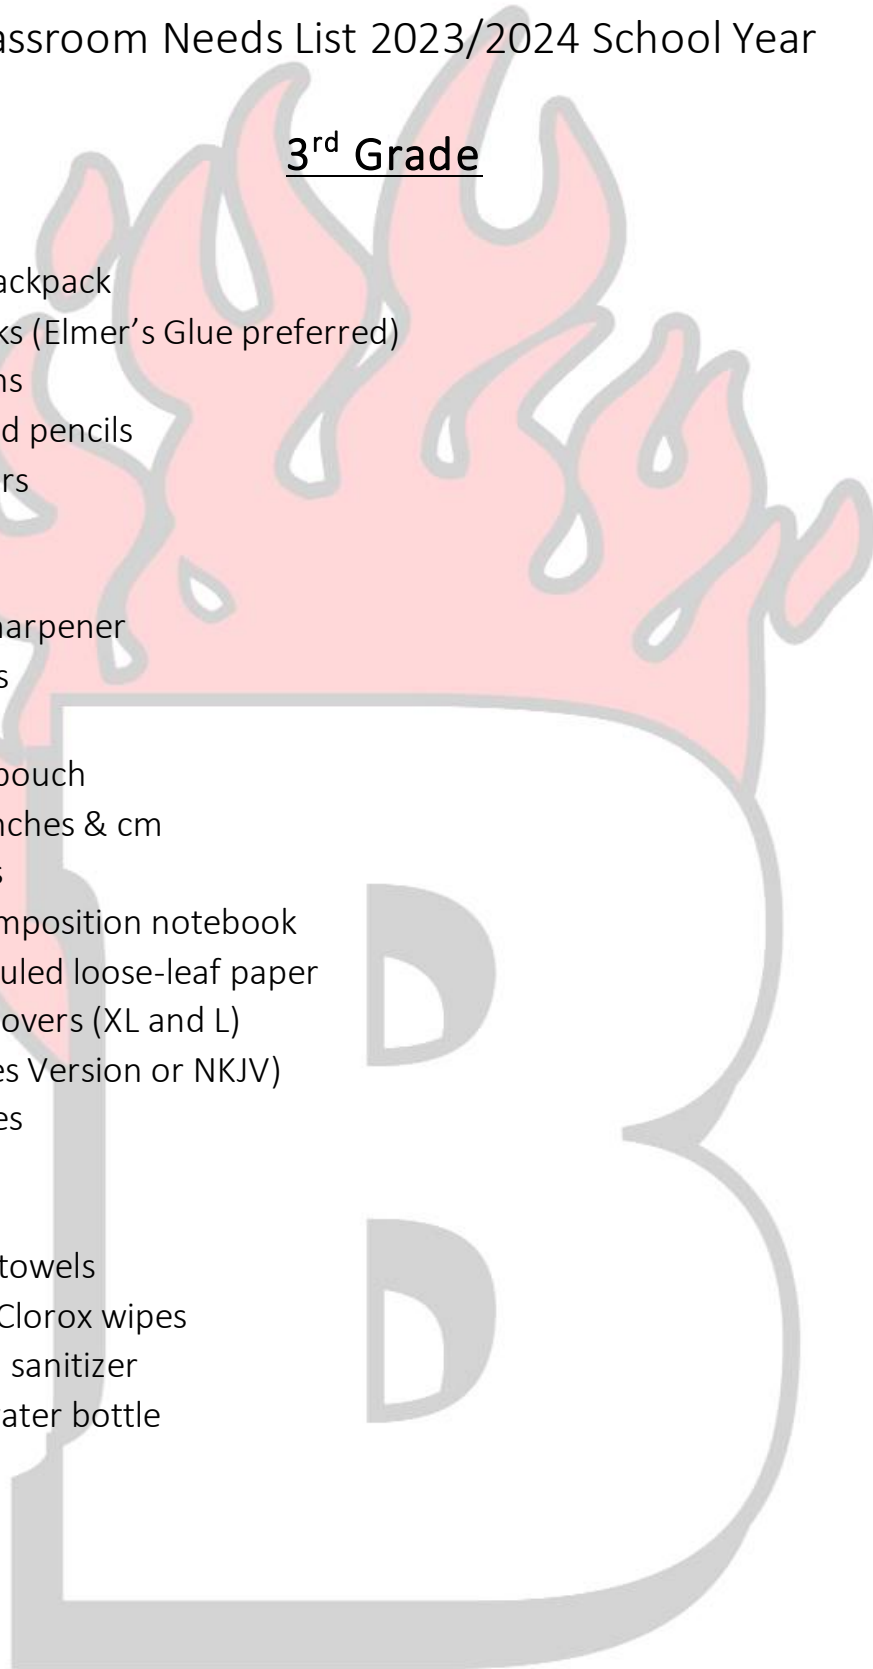 assroom Needs List 2023/2024 School Year
3rd Grade
ackpack
ks (Elmer's Glue preferred)
ns
d pencils
rs
harpener
s
pouch
nches & cm
s
mposition notebook
uled loose-leaf paper
overs (XL and L)
es Version or NKJV)
es
towels
Clorox wipes
sanitizer
ater bottle
B